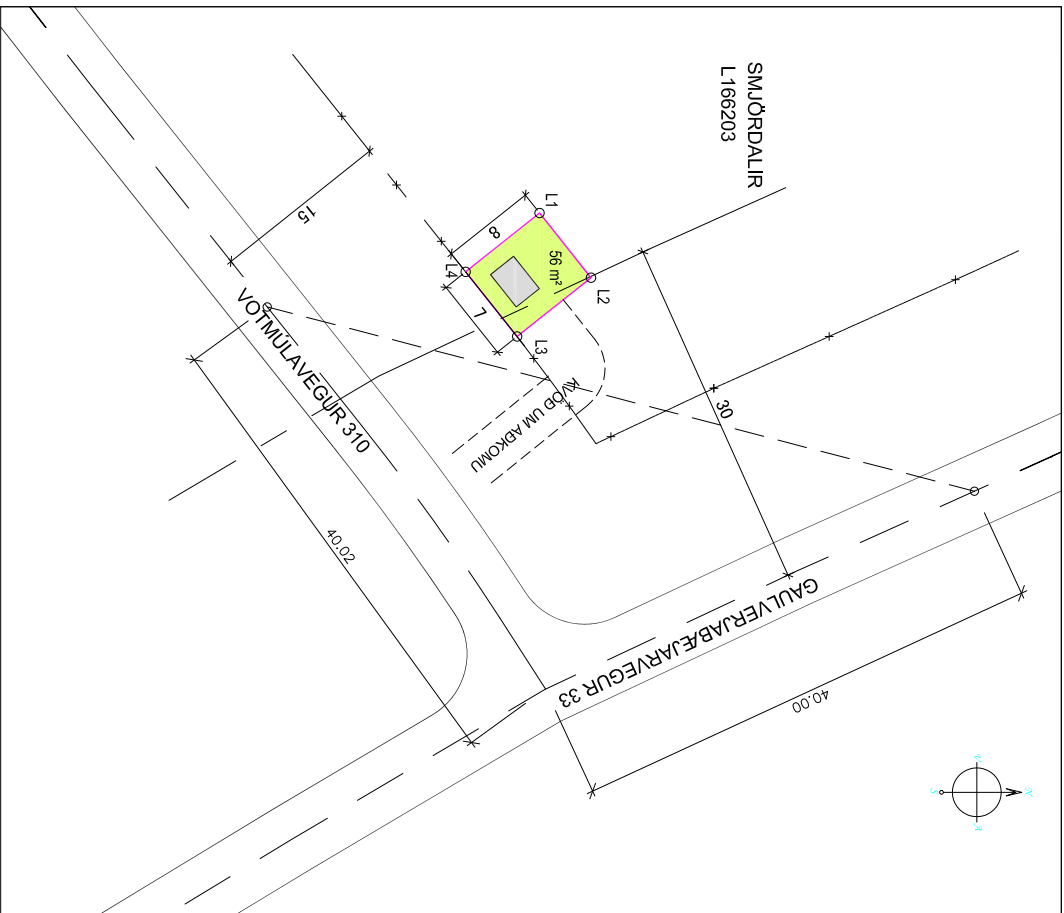 SMJÖRDALIR
L166203
L1
L2
L3
L4
56 m²
8
7
15
30
KVÖÐ UM AÐKOMU
VOTMÚLAVEGUR 310
GAULVERJABÆJARVEGUR 33
40.02
40.00
N
S